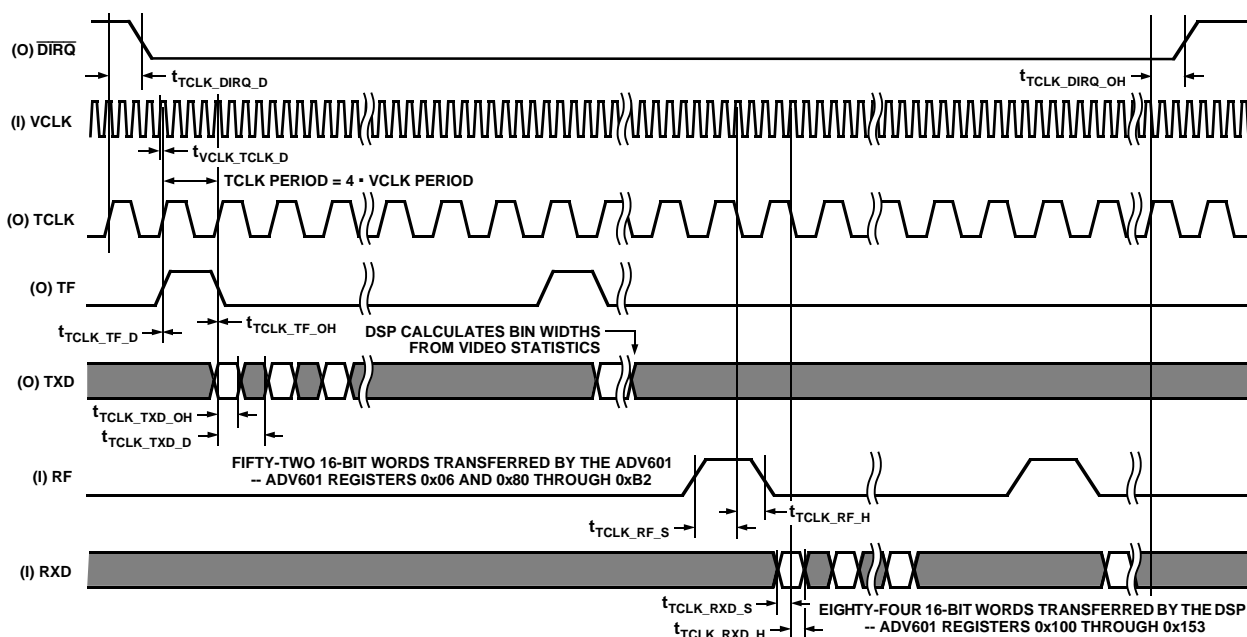 (O) DIRQ
tTCLK_DIRQ_D
tTCLK_DIRQ_OH
(I) VCLK
tVCLK_TCLK_D
TCLK PERIOD = 4 · VCLK PERIOD
(O) TCLK
(O) TF
tTCLK_TF_D
tTCLK_TF_OH
DSP CALCULATES BIN WIDTHS
FROM VIDEO STATISTICS
(O) TXD
tTCLK_TXD_OH
tTCLK_TXD_D
FIFTY-TWO 16-BIT WORDS TRANSFERRED BY THE ADV601
-- ADV601 REGISTERS 0x06 AND 0x80 THROUGH 0xB2
(I) RF
tTCLK_RF_S
tTCLK_RF_H
(I) RXD
tTCLK_RXD_S
tTCLK_RXD_H
EIGHTY-FOUR 16-BIT WORDS TRANSFERRED BY THE DSP
-- ADV601 REGISTERS 0x100 THROUGH 0x153